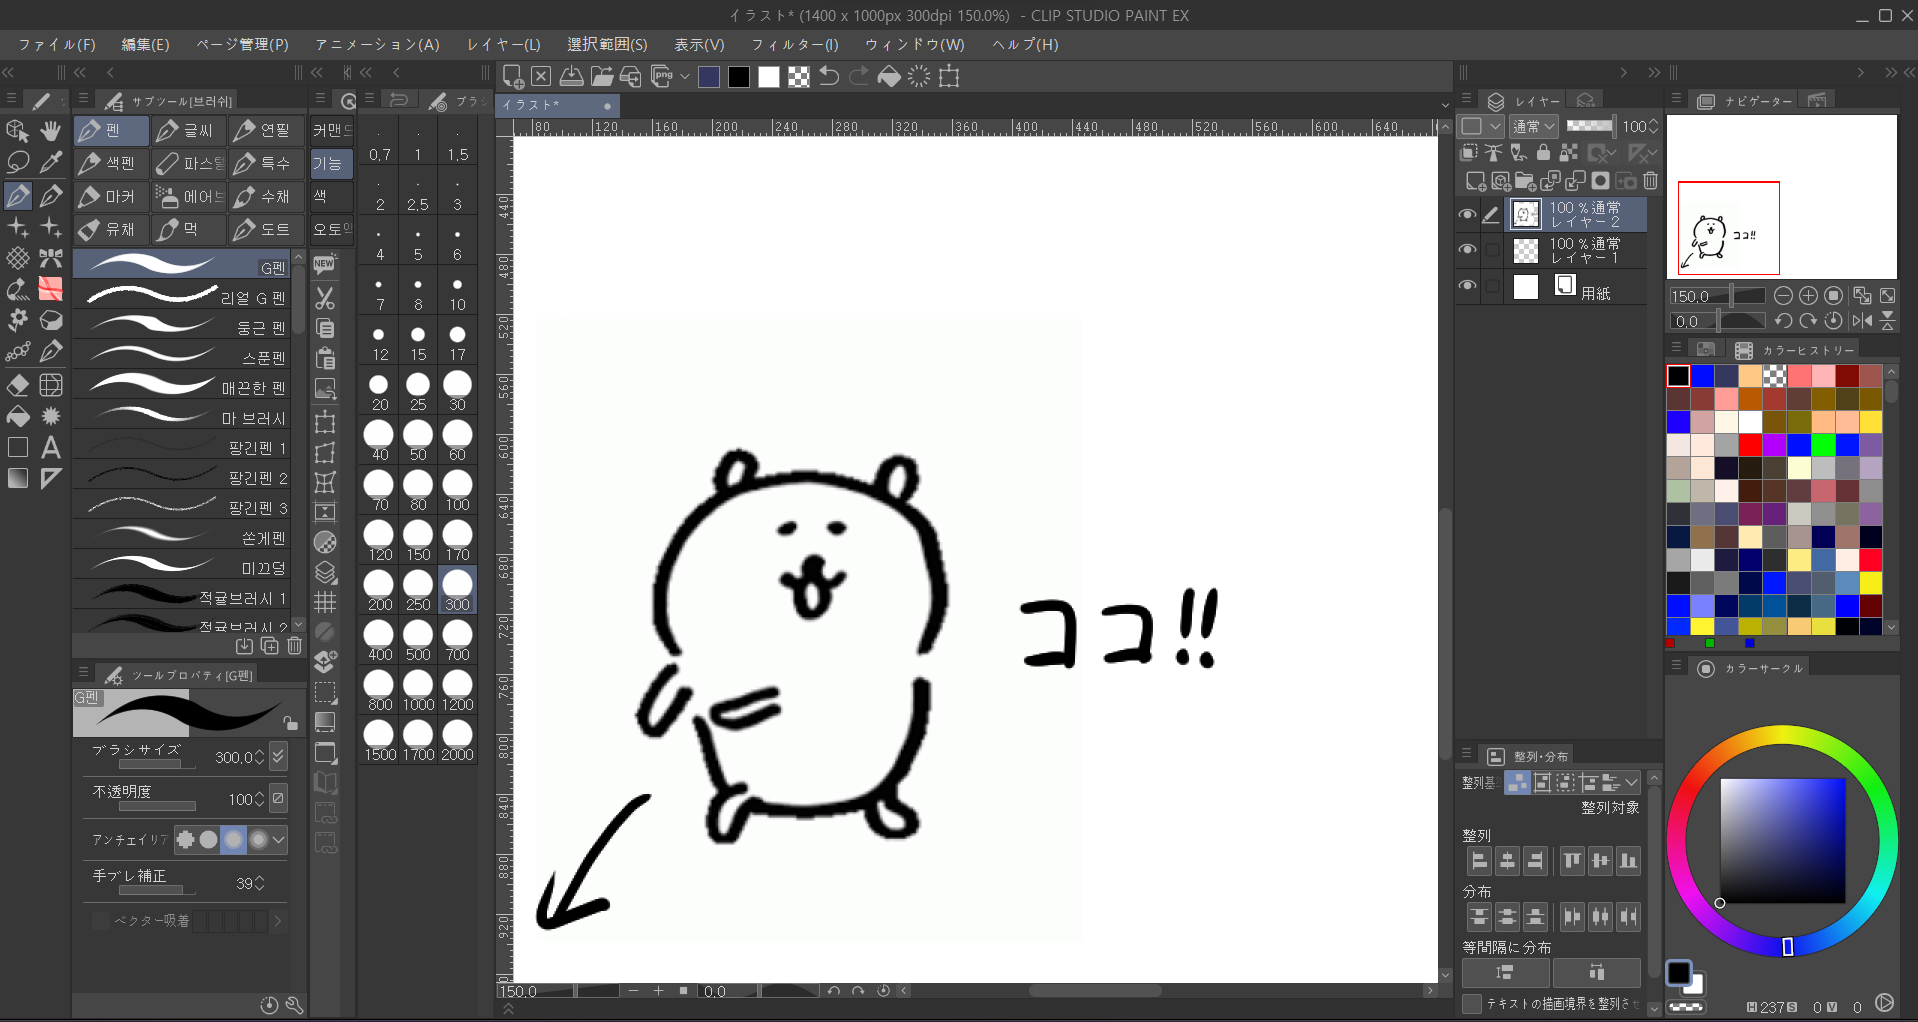 イラスト* (1400 x 1000px 300dpi 150.0%) - CLIP STUDIO PAINT EX
ファイル(F) 編集(E) ページ管理(P) アニメーション(A) レイヤー(L) 選択範囲(S) 表示(V) フィルター(I) ウィンドウ(W) ヘルプ(H)
サブツール[브러쉬]
펜 글씨 연필
색펜 파스텔 특수
마커 에어브 수채
유채 먹 도트
G펜
리얼 G 펜
둥근 펜
스푼펜
매끈한 펜
마 브러시
팡긴펜 1
팡긴펜 2
팡긴펜 3
쏜게펜
미끄덩
적귤브러시 1
적귤브러시 2
ツールプロパティ[G펜]
G펜
ブラシサイズ 300.0
不透明度 100
アンチェイリア
手ブレ補正 39
ベクター吸着
커맨드
기능
색
오토액
NEW
ブラシ
0.7 1 1.5
2 2.5 3
4 5 6
7 8 10
12 15 17
20 25 30
40 50 60
70 80 100
120 150 170
200 250 300
400 500 700
800 1000 1200
1500 1700 2000
png
イラスト*
80 120 160 200 240 280 320 360 400 440 480 520 560 600 640
440
480
520
560
600
640
680
720
760
800
840
880
920
ココ!!
150.0 0.0
レイヤー
通常 100
100 %通常
レイヤー 2
100 %通常
レイヤー 1
用紙
整列・分布
整列基
整列対象
整列
分布
等間隔に分布
テキストの描画境界を整列さ
ナビゲーター
ココ!!
150.0
0.0
カラーヒストリー
カラーサークル
H 237 S 0 V 0